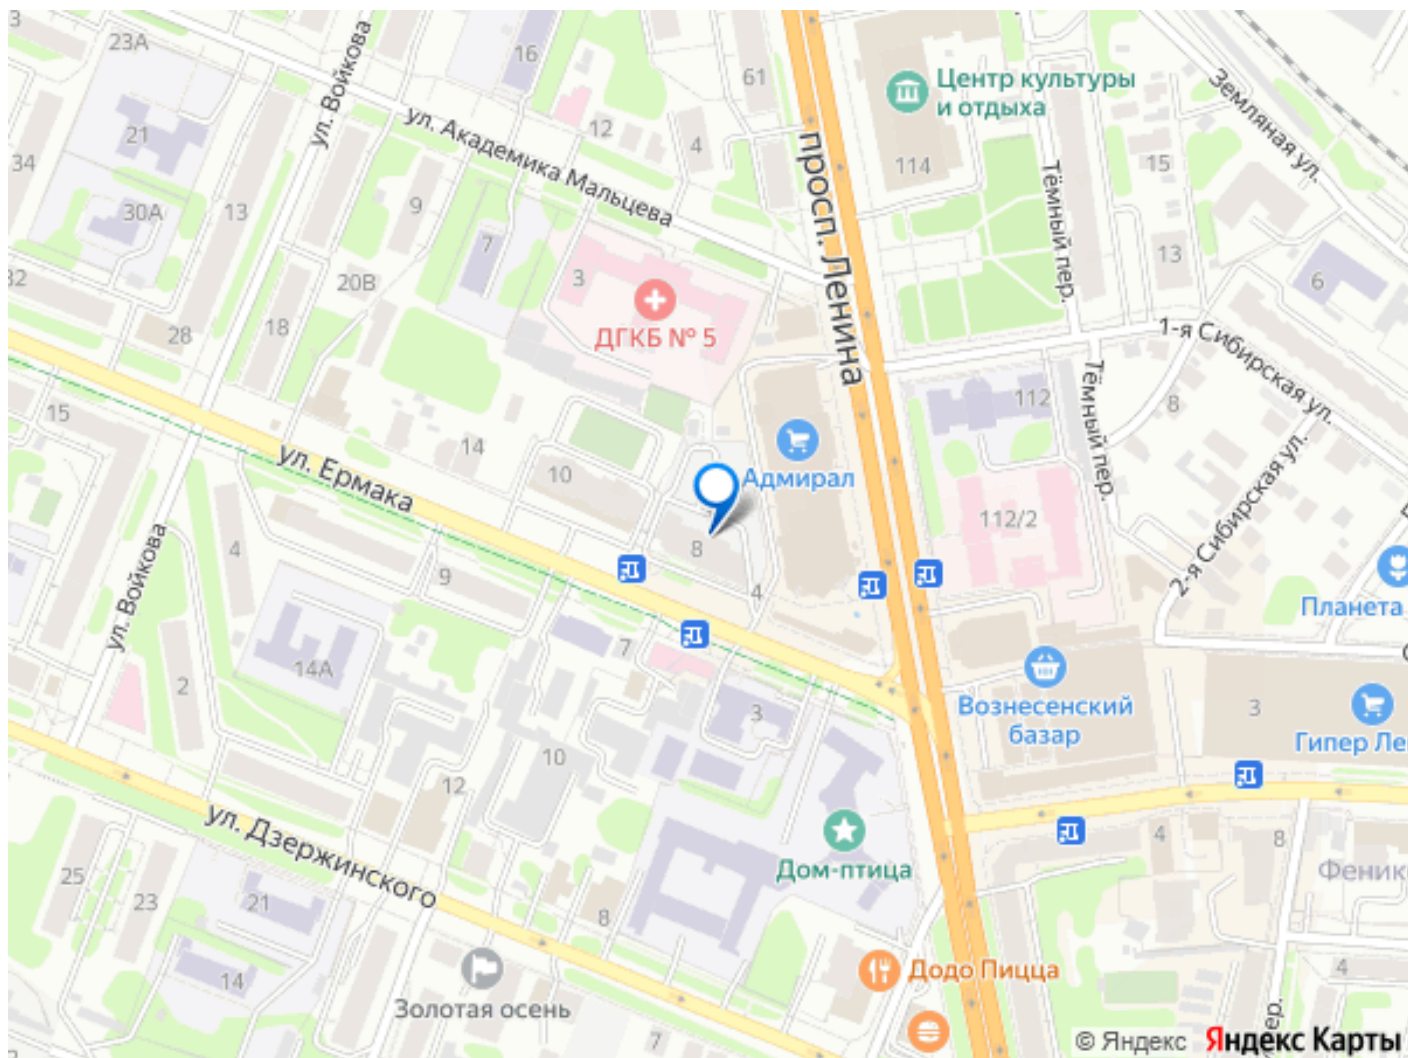 3
23А
16
61
Центр культуры
и отдыха
Земляная ул.
ул. Войкова
ул. Академика Мальцева
12
4
просп. Ленина
114
Тёмный пер.
15
21
34
30А
13
9
7
3
13
6
32
20В
28
18
ДГКБ № 5
1-я Сибирская ул.
Тёмный пер.
112
8
15
ул. Ермака
14
10
Адмирал
2-я Сибирская ул.
112/2
8
4
9
4
ул. Войкова
7
Планета
14А
2
3
Вознесенский
базар
3
Гипер Ле
10
12
ул. Дзержинского
Дом-птица
4
8
Феник
25
23
21
8
14
Золотая осень
Додо Пицца
4
7
ер.
© Яндекс Яндекс Карты